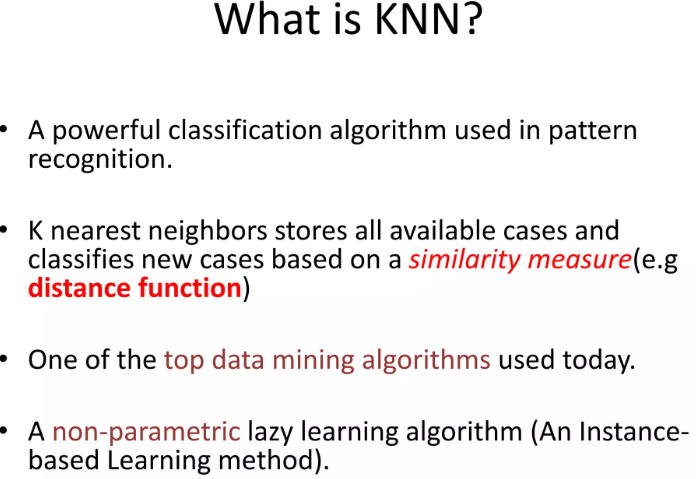 What is KNN?
• A powerful classification algorithm used in pattern
recognition.
• K nearest neighbors stores all available cases and
classifies new cases based on a similarity measure(e.g
distance function)
• One of the top data mining algorithms used today.
• A non-parametric lazy learning algorithm (An Instance-
based Learning method).